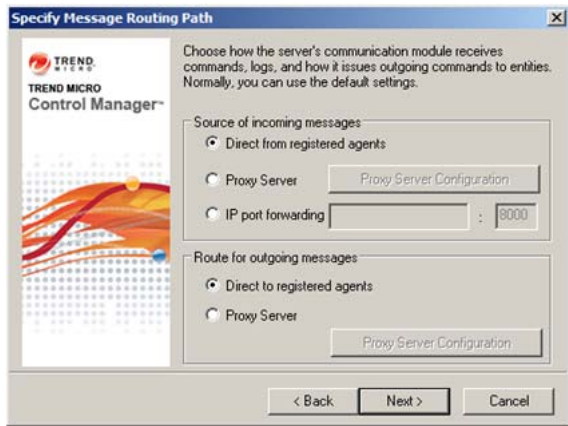 Specify Message Routing Path
TREND
MICRO
TREND MICRO
Control Manager™
Choose how the server's communication module receives
commands, logs, and how it issues outgoing commands to entities.
Normally, you can use the default settings.
Source of incoming messages
Direct from registered agents
Proxy Server
Proxy Server Configuration
IP port forwarding : 8000
Route for outgoing messages
Direct to registered agents
Proxy Server
Proxy Server Configuration
< Back Next > Cancel